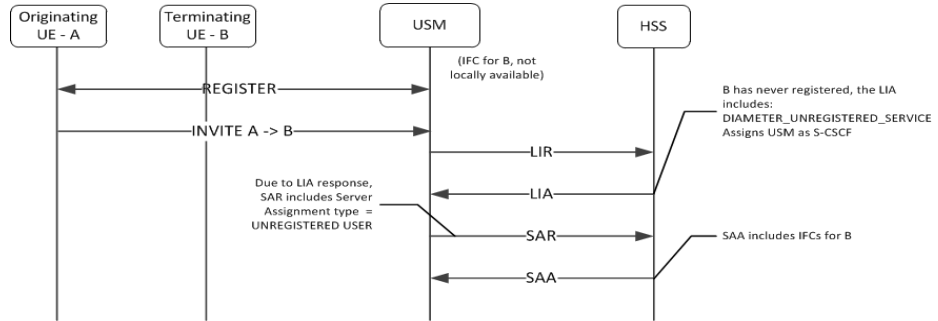 Originating
UE - A
Terminating
UE - B
USM
HSS
(IFC for B, not
locally available)
REGISTER
B has never registered, the LIA
includes:
DIAMETER_UNREGISTERED_SERVICE
Assigns USM as S-CSCF
INVITE A -> B
LIR
Due to LIA response,
SAR includes Server
Assignment type =
UNREGISTERED USER
LIA
SAR
SAA includes IFCs for B
SAA